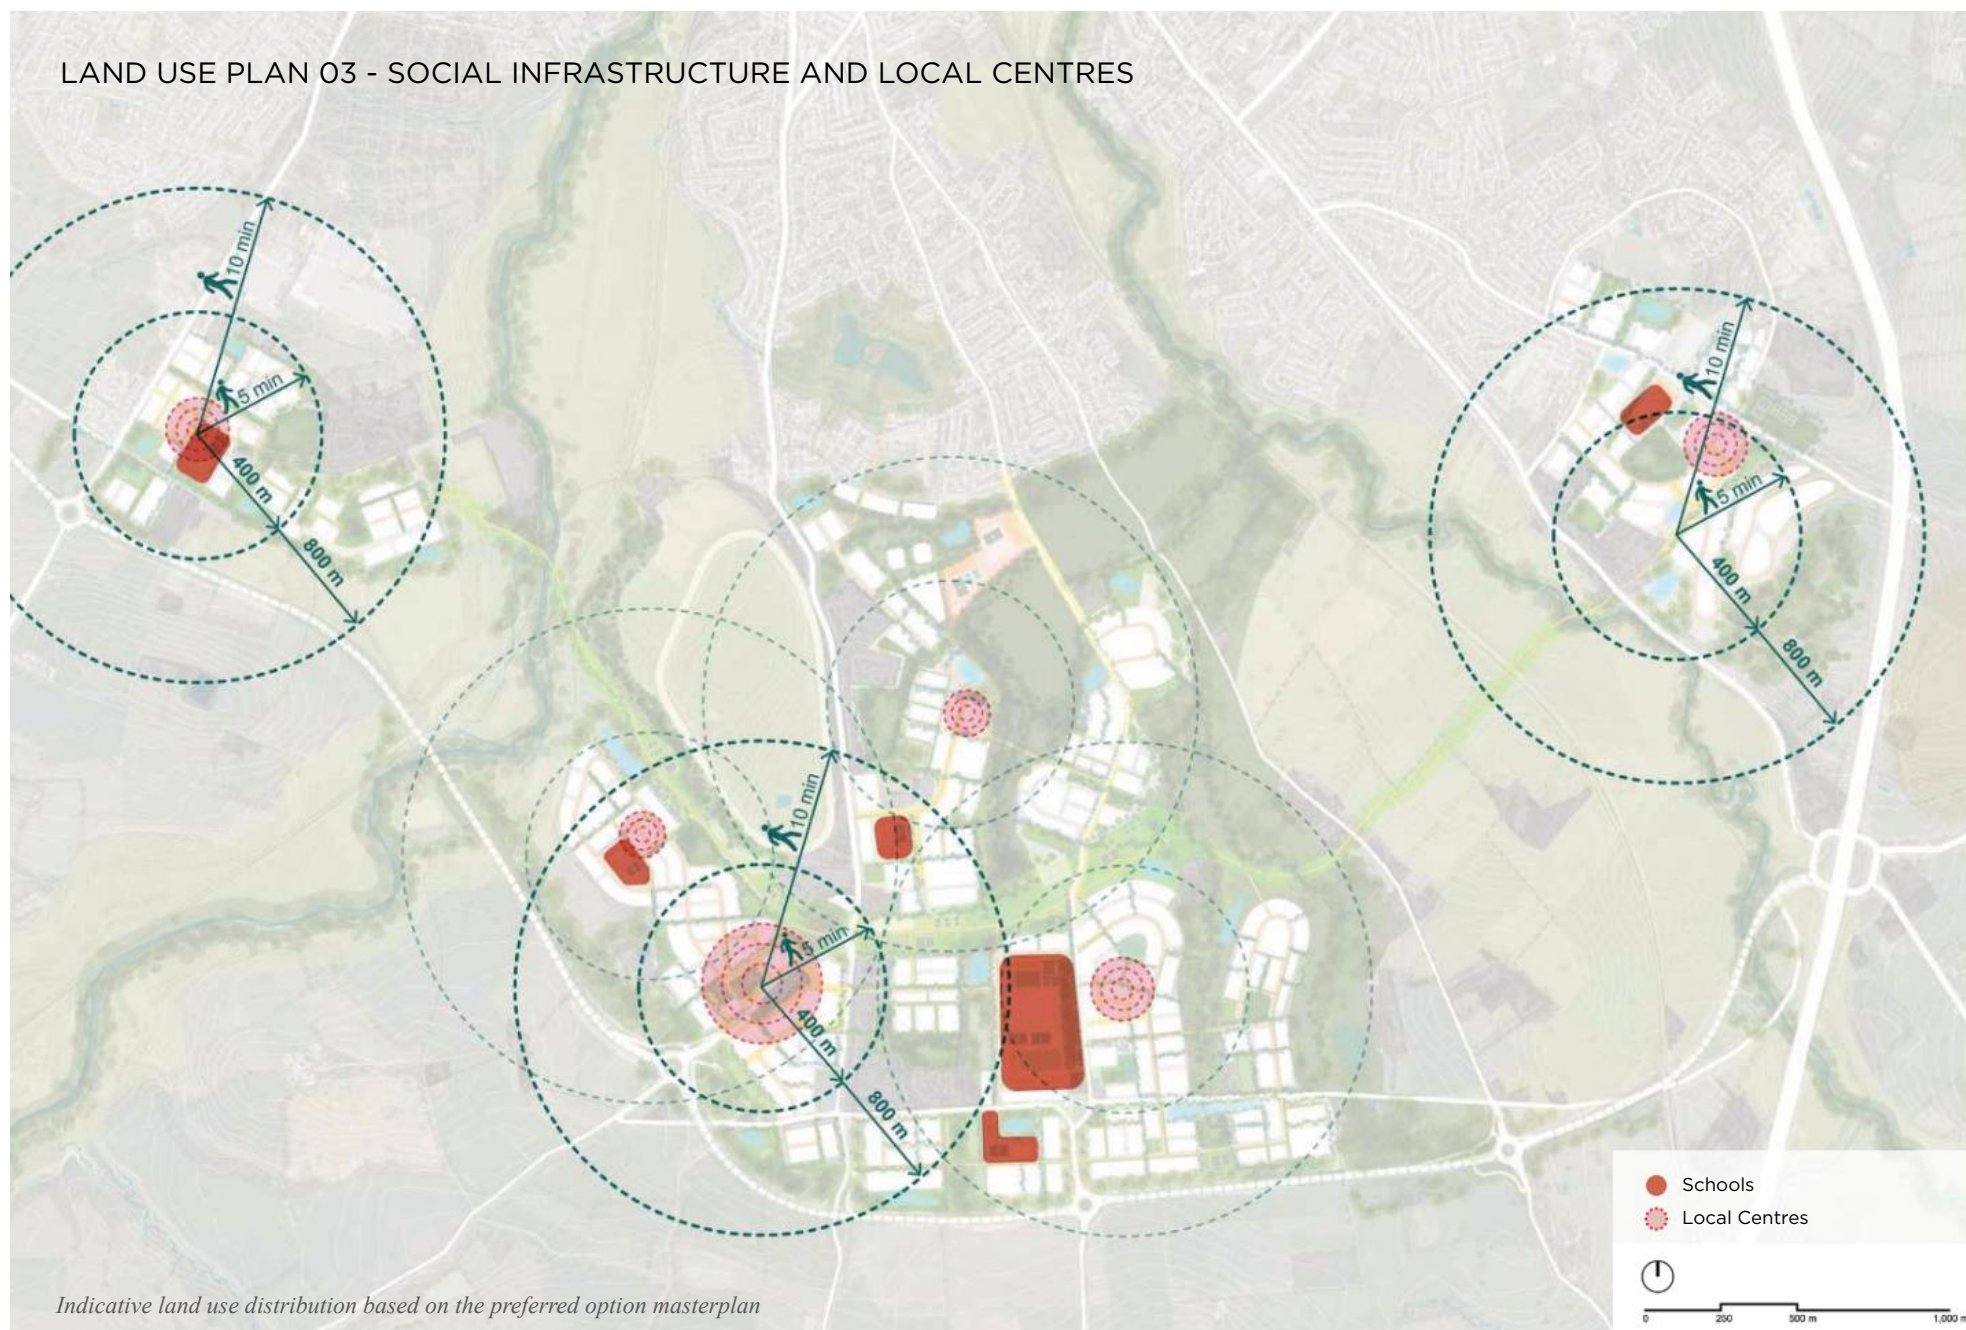 LAND USE PLAN 03 - SOCIAL INFRASTRUCTURE AND LOCAL CENTRES
10 min
5 min
400 m
800 m
10 min
5 min
400 m
800 m
10 min
5 min
400 m
800 m
Schools
Local Centres
0 250 500 m 1,000 m
Indicative land use distribution based on the preferred option masterplan